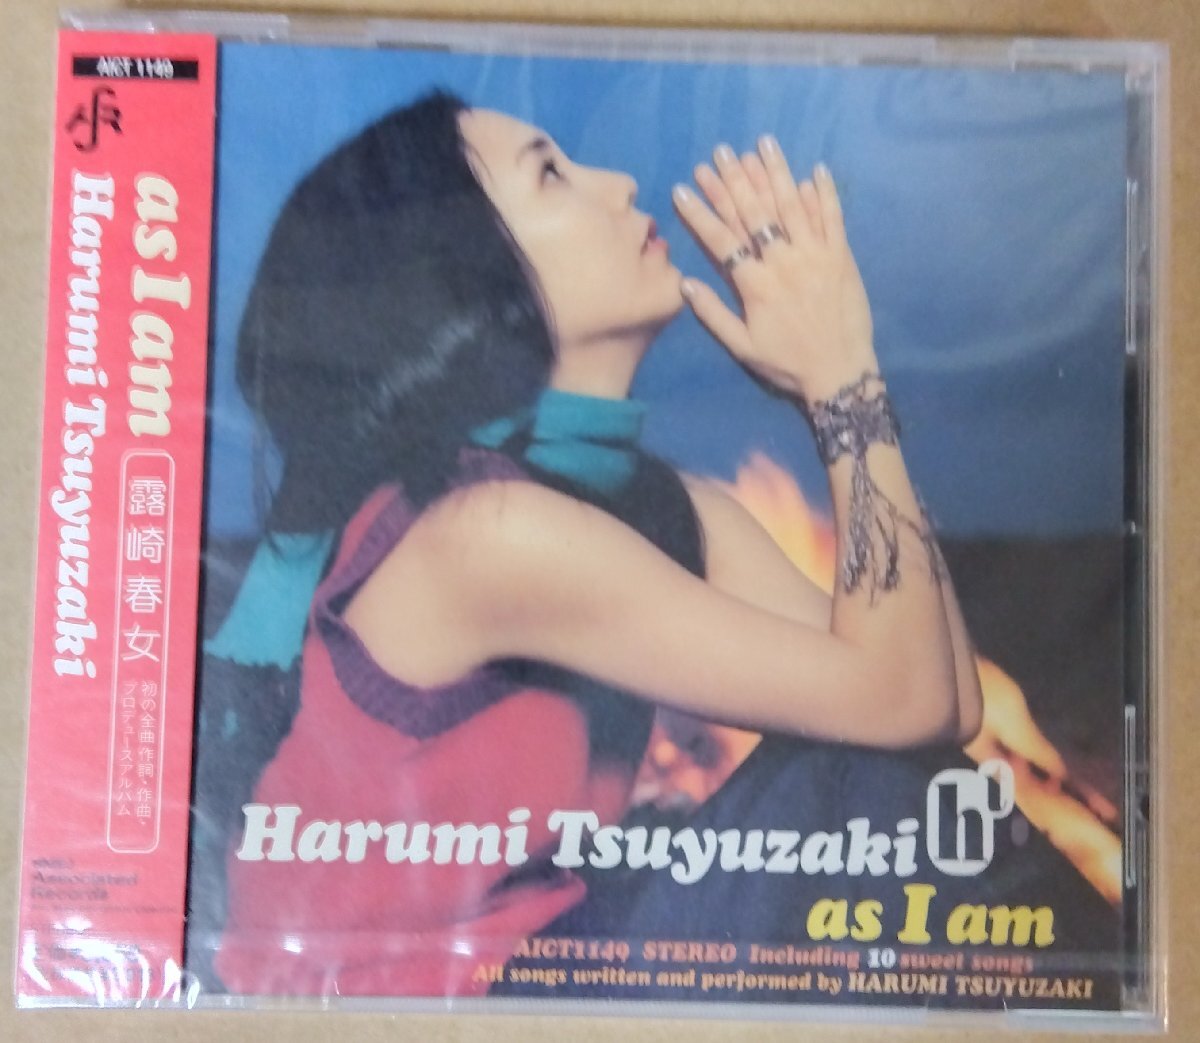 AICT 1149
as I am
Harumi Tsuyuzaki
露崎春女
初の全曲作詞・作曲・
プロデュースアルバム
Associated
Records
Harumi Tsuyuzaki
h
as I am
AICT1149 STEREO Including 10 sweet songs
All songs written and performed by HARUMI TSUYUZAKI